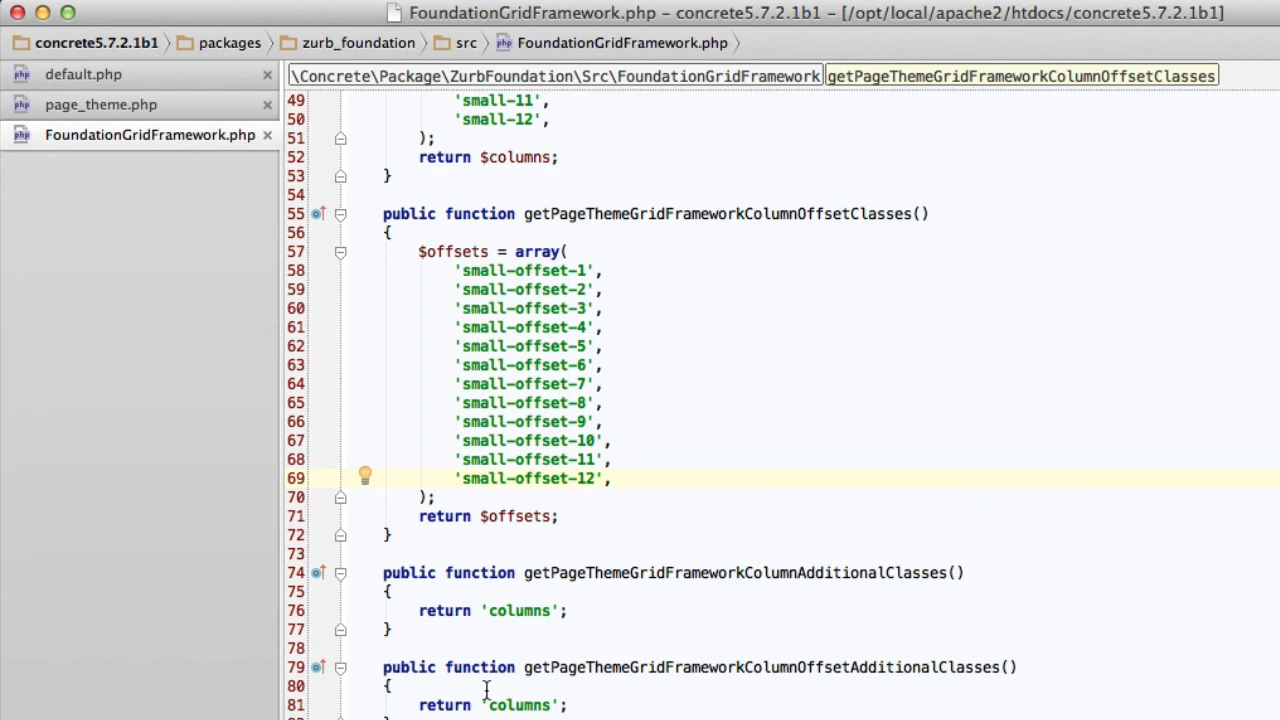 FoundationGridFramework.php – concrete5.7.2.1b1 – [/opt/local/apache2/htdocs/concrete5.7.2.1b1]
concrete5.7.2.1b1 packages zurb_foundation src php FoundationGridFramework.php
php default.php
php page_theme.php
php FoundationGridFramework.php
\Concrete\Package\ZurbFoundation\Src\FoundationGridFramework getPageThemeGridFrameworkColumnOffsetClasses
49 'small-11',
50 'small-12',
51 );
52 return $columns;
53 }
54
55 public function getPageThemeGridFrameworkColumnOffsetClasses()
56 {
57 $offsets = array(
58 'small-offset-1',
59 'small-offset-2',
60 'small-offset-3',
61 'small-offset-4',
62 'small-offset-5',
63 'small-offset-6',
64 'small-offset-7',
65 'small-offset-8',
66 'small-offset-9',
67 'small-offset-10',
68 'small-offset-11',
69 'small-offset-12',
70 );
71 return $offsets;
72 }
73
74 public function getPageThemeGridFrameworkColumnAdditionalClasses()
75 {
76 return 'columns';
77 }
78
79 public function getPageThemeGridFrameworkColumnOffsetAdditionalClasses()
80 {
81 return 'columns';